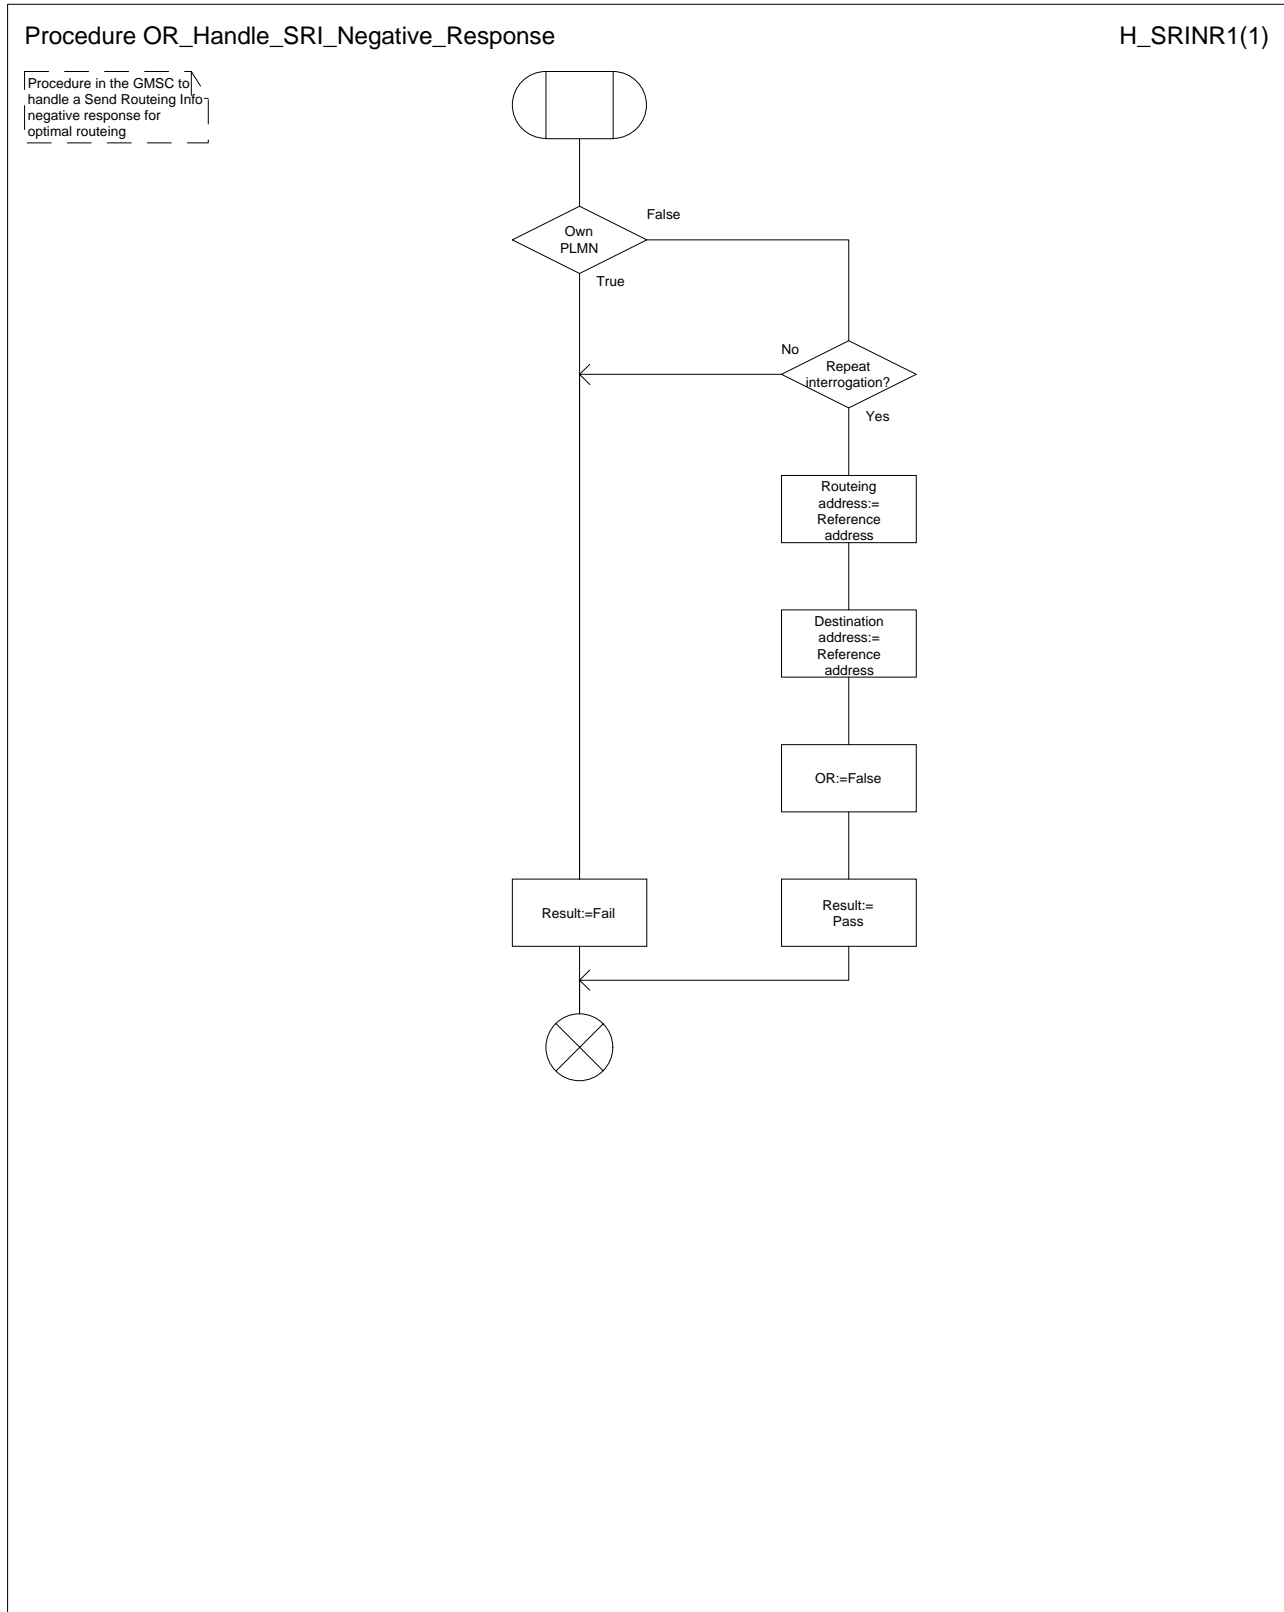 Procedure OR_Handle_SRI_Negative_Response
H_SRINR1(1)
Procedure in the GMSC to
handle a Send Routeing Info
negative response for
optimal routeing
False
Own
PLMN
True
No
Repeat
interrogation?
Yes
Routeing
address:=
Reference
address
Destination
address:=
Reference
address
OR:=False
Result:=Fail
Result:=
Pass